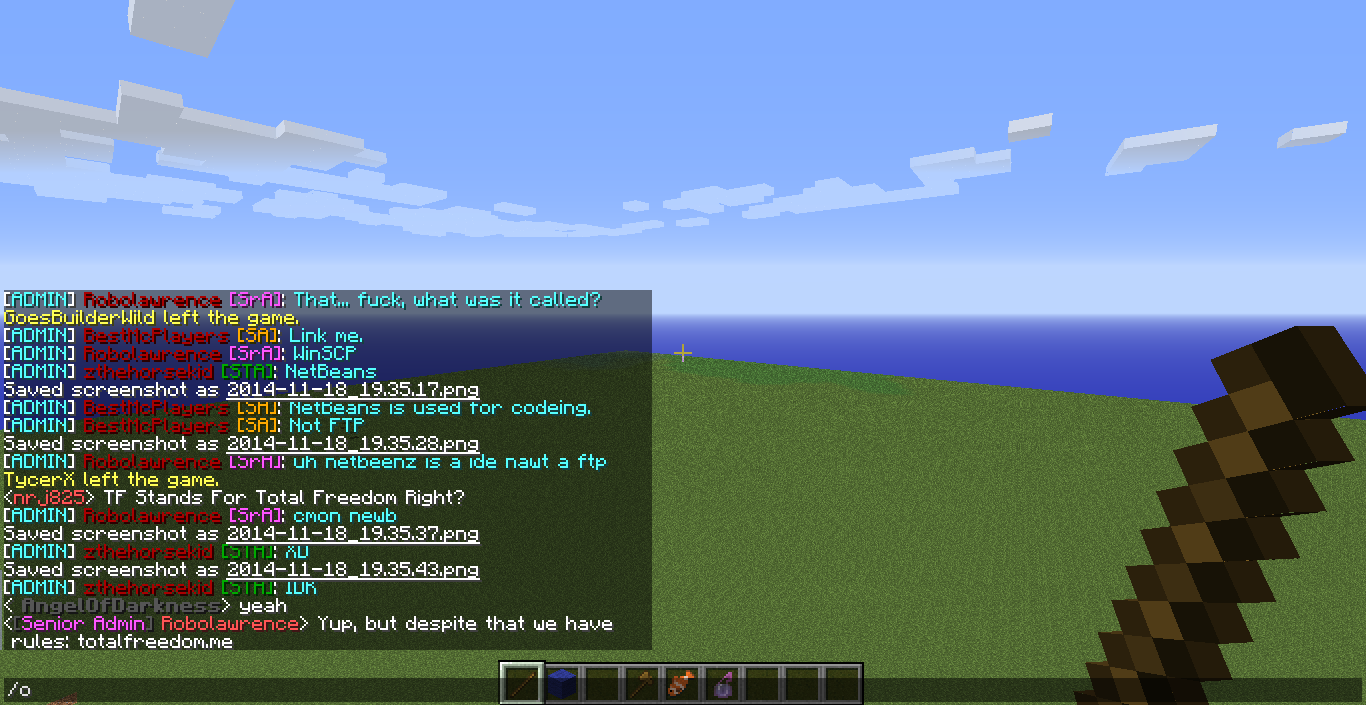 [ADMIN] Robolawrence [SrA]: That... fuck, what was it called?
GoesBuilderWild left the game.
[ADMIN] BestMcPlayers [SA]: Link me.
[ADMIN] Robolawrence [SrA]: WinSCP
[ADMIN] zthehorsekid [STA]: NetBeans
Saved screenshot as 2014-11-18_19.35.17.png
[ADMIN] BestMcPlayers [SA]: NetBeans is used for codeing.
[ADMIN] BestMcPlayers [SA]: Not FTP
Saved screenshot as 2014-11-18_19.35.28.png
[ADMIN] Robolawrence [SrA]: uh netbeenz is a ide nawt a ftp
TycerX left the game.
<nrj825> TF Stands For Total Freedom Right?
[ADMIN] Robolawrence [SrA]: cmon newb
Saved screenshot as 2014-11-18_19.35.37.png
[ADMIN] zthehorsekid [STA]: XD
Saved screenshot as 2014-11-18_19.35.43.png
[ADMIN] zthehorsekid [STA]: IDK
< AngelOfDarkness> yeah
<[Senior Admin] Robolawrence> Yup, but despite that we have
rules: totalfreedom.me
/o